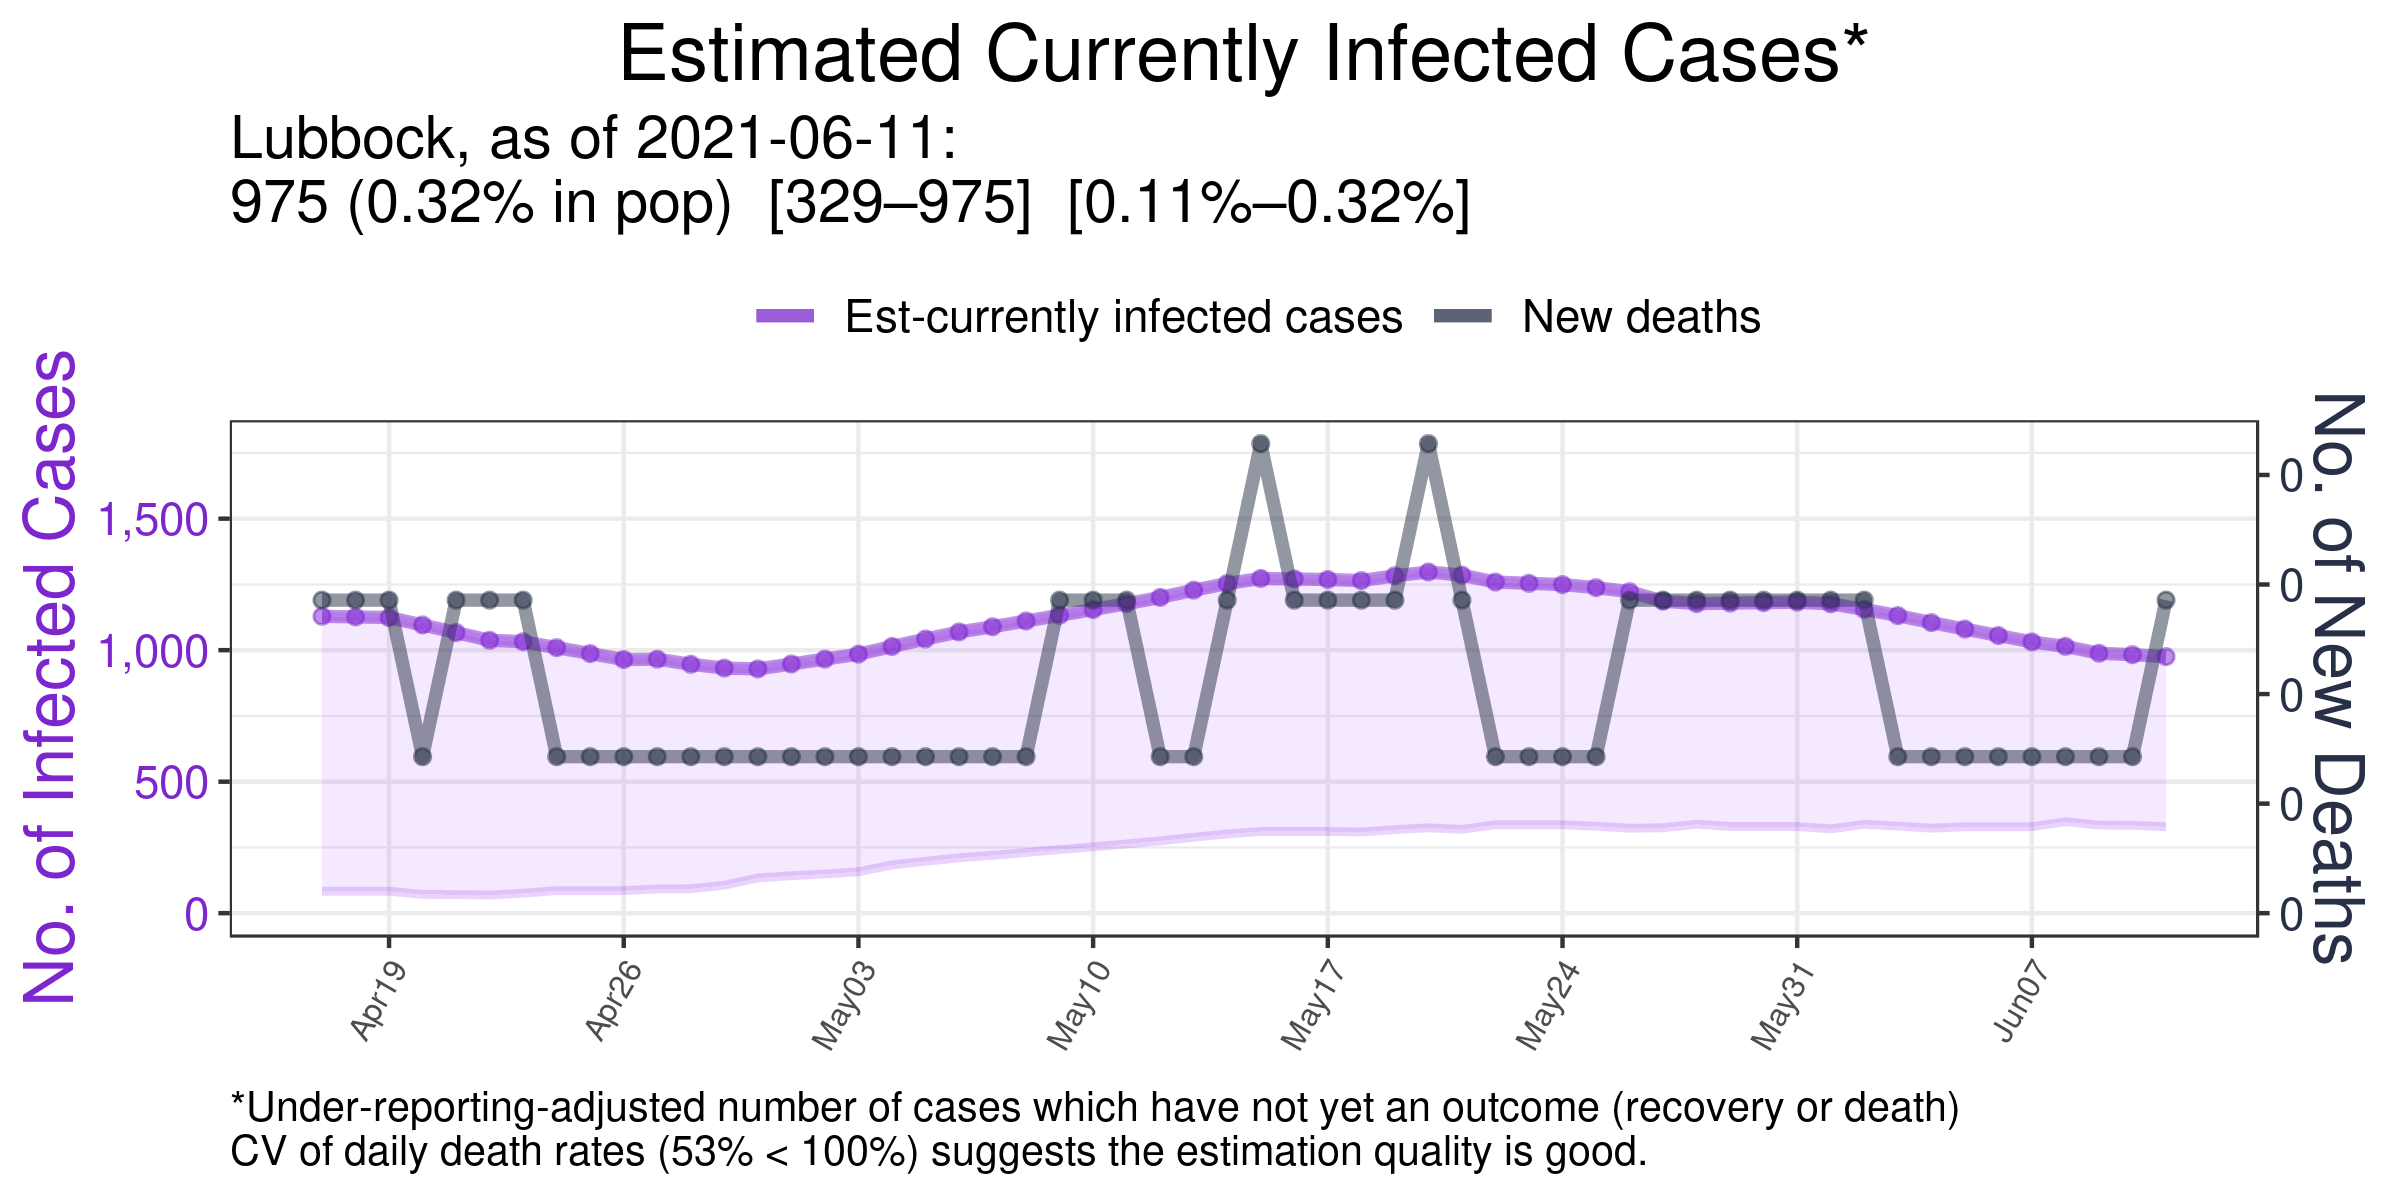 Estimated Currently Infected Cases*
Lubbock, as of 2021-06-11:
975 (0.32% in pop) [329–975] [0.11%–0.32%]
Est-currently infected cases
New deaths
No. of Infected Cases
1,500
1,000
500
0
0
0
0
0
0
No. of New Deaths
Apr19
Apr26
May03
May10
May17
May24
May31
Jun07
*Under-reporting-adjusted number of cases which have not yet an outcome (recovery or death)
CV of daily death rates (53% < 100%) suggests the estimation quality is good.